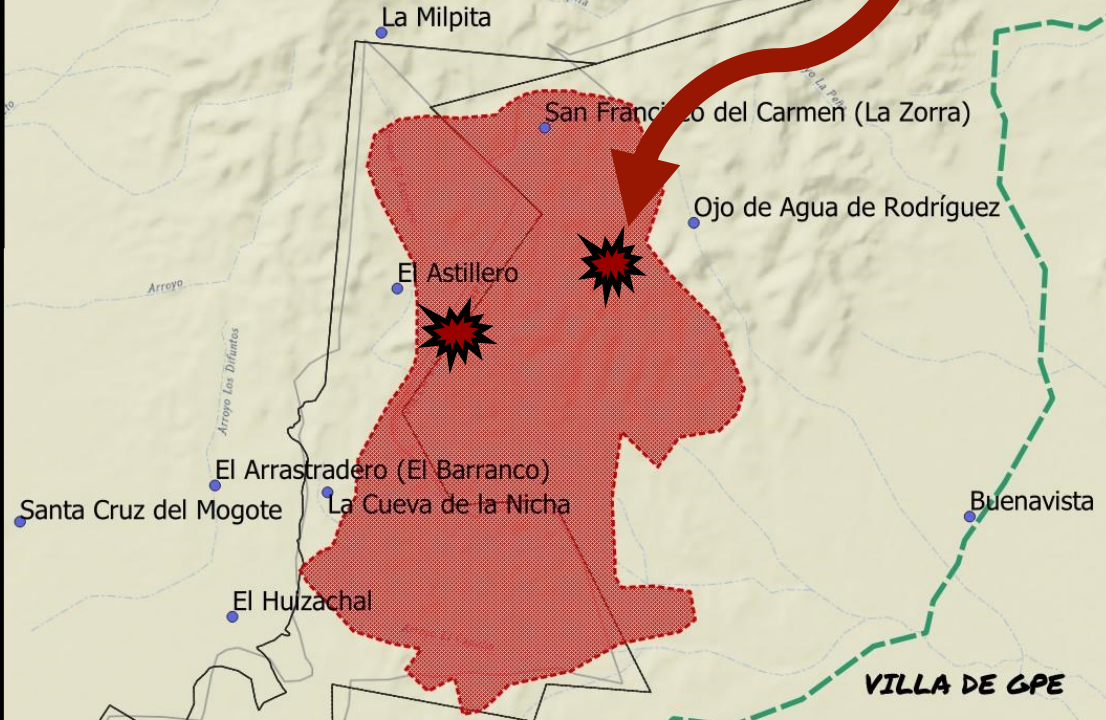 La Milpita
San Francisco del Carmen (La Zorra)
Ojo de Agua de Rodríguez
El Astillero
Arroyo
Arroyo Los Difuntos
El Arrastradero (El Barranco)
La Cueva de la Nicha
Santa Cruz del Mogote
Buenavista
El Huizachal
VILLA DE GPE